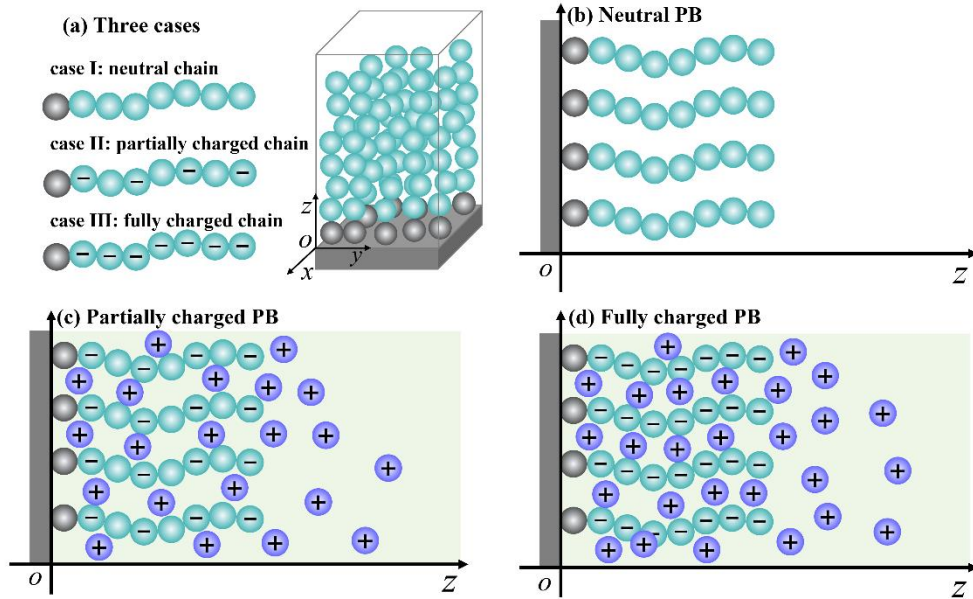 (a) Three cases
case I: neutral chain
case II: partially charged chain
− − − −
case III: fully charged chain
− − − − − − −
z
o
y
x
(b) Neutral PB
o
z
(c) Partially charged PB
+ +
− − − −
+ + + + +
− − − −
+ + + + +
− − − −
+ + + + +
− − − −
+ + + +
o
z
(d) Fully charged PB
+ +
− − − − − − −
+ + + + + +
− − − − − − −
+ + + + + + +
− − − − − − −
+ + + + + +
− − − − − − −
+ + + + +
o
z